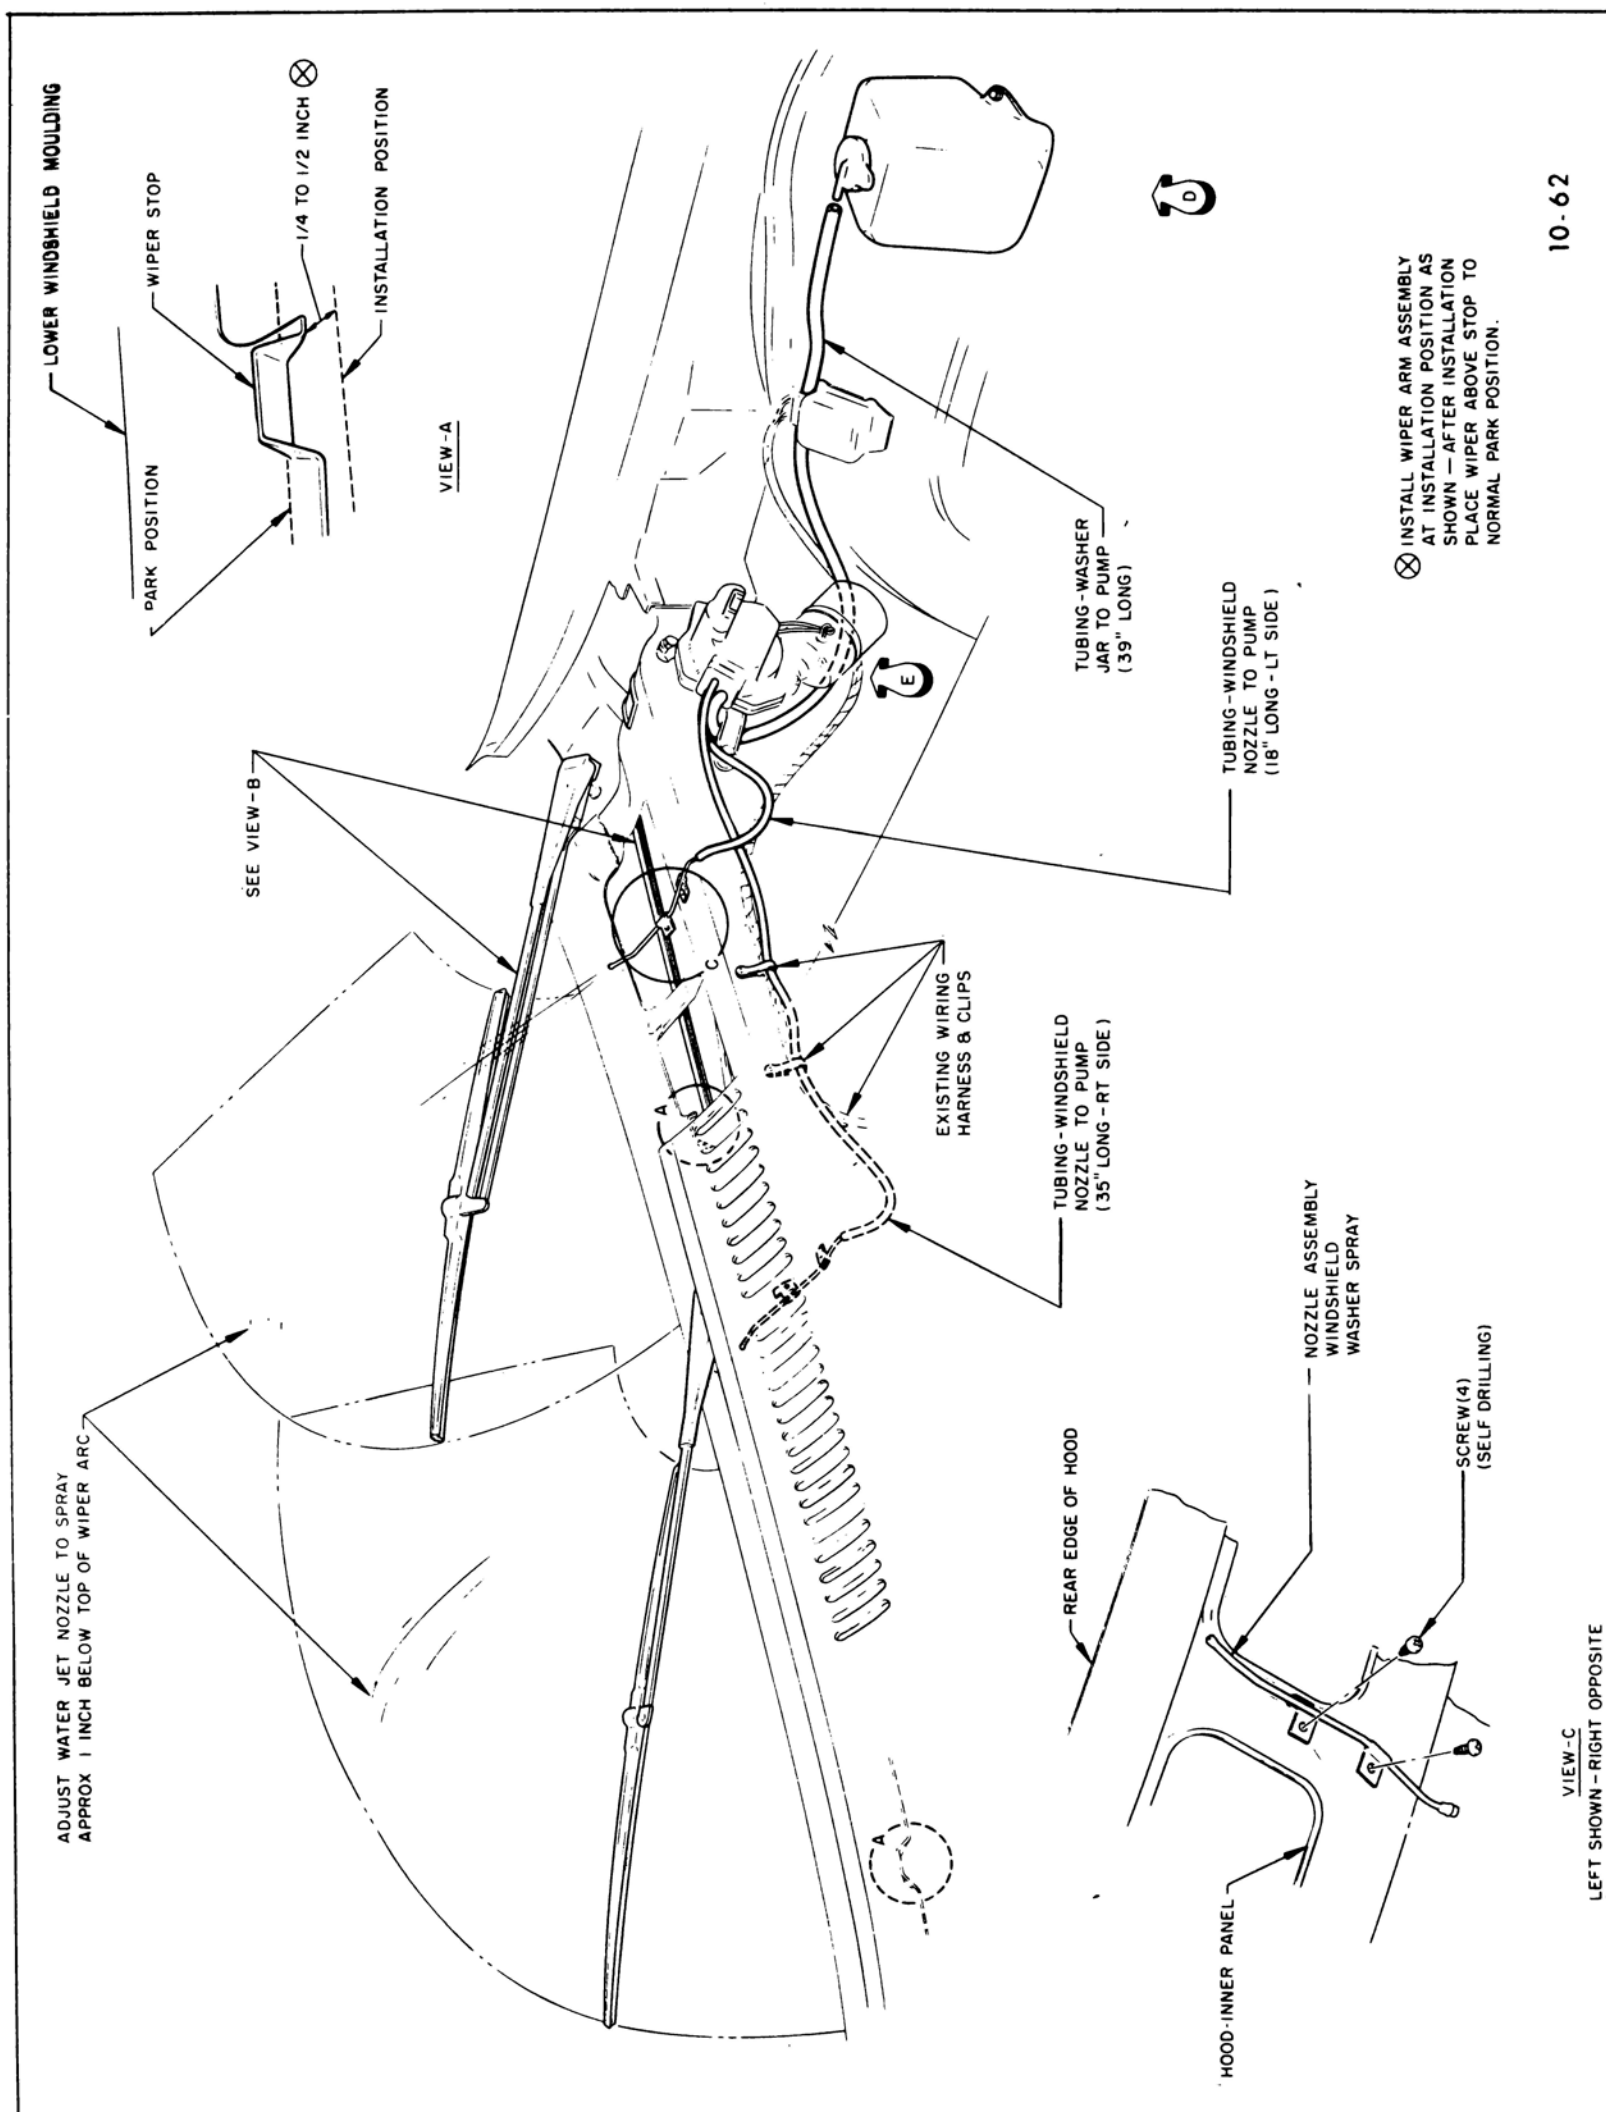 ADJUST WATER JET NOZZLE TO SPRAY
APPROX 1 INCH BELOW TOP OF WIPER ARC
SEE VIEW-B
LOWER WINDSHIELD MOULDING
PARK POSITION
WIPER STOP
1/4 TO 1/2 INCH ⊗
INSTALLATION POSITION
VIEW-A
A
C
A
E
D
EXISTING WIRING
HARNESS & CLIPS
TUBING-WINDSHIELD
NOZZLE TO PUMP
(35" LONG-RT SIDE)
TUBING-WASHER
JAR TO PUMP
(39" LONG)
TUBING-WINDSHIELD
NOZZLE TO PUMP
(18" LONG-LT SIDE)
REAR EDGE OF HOOD
HOOD-INNER PANEL
NOZZLE ASSEMBLY
WINDSHIELD
WASHER SPRAY
SCREW(4)
(SELF DRILLING)
VIEW-C
LEFT SHOWN-RIGHT OPPOSITE
⊗ INSTALL WIPER ARM ASSEMBLY
AT INSTALLATION POSITION AS
SHOWN — AFTER INSTALLATION
PLACE WIPER ABOVE STOP TO
NORMAL PARK POSITION.
10-62